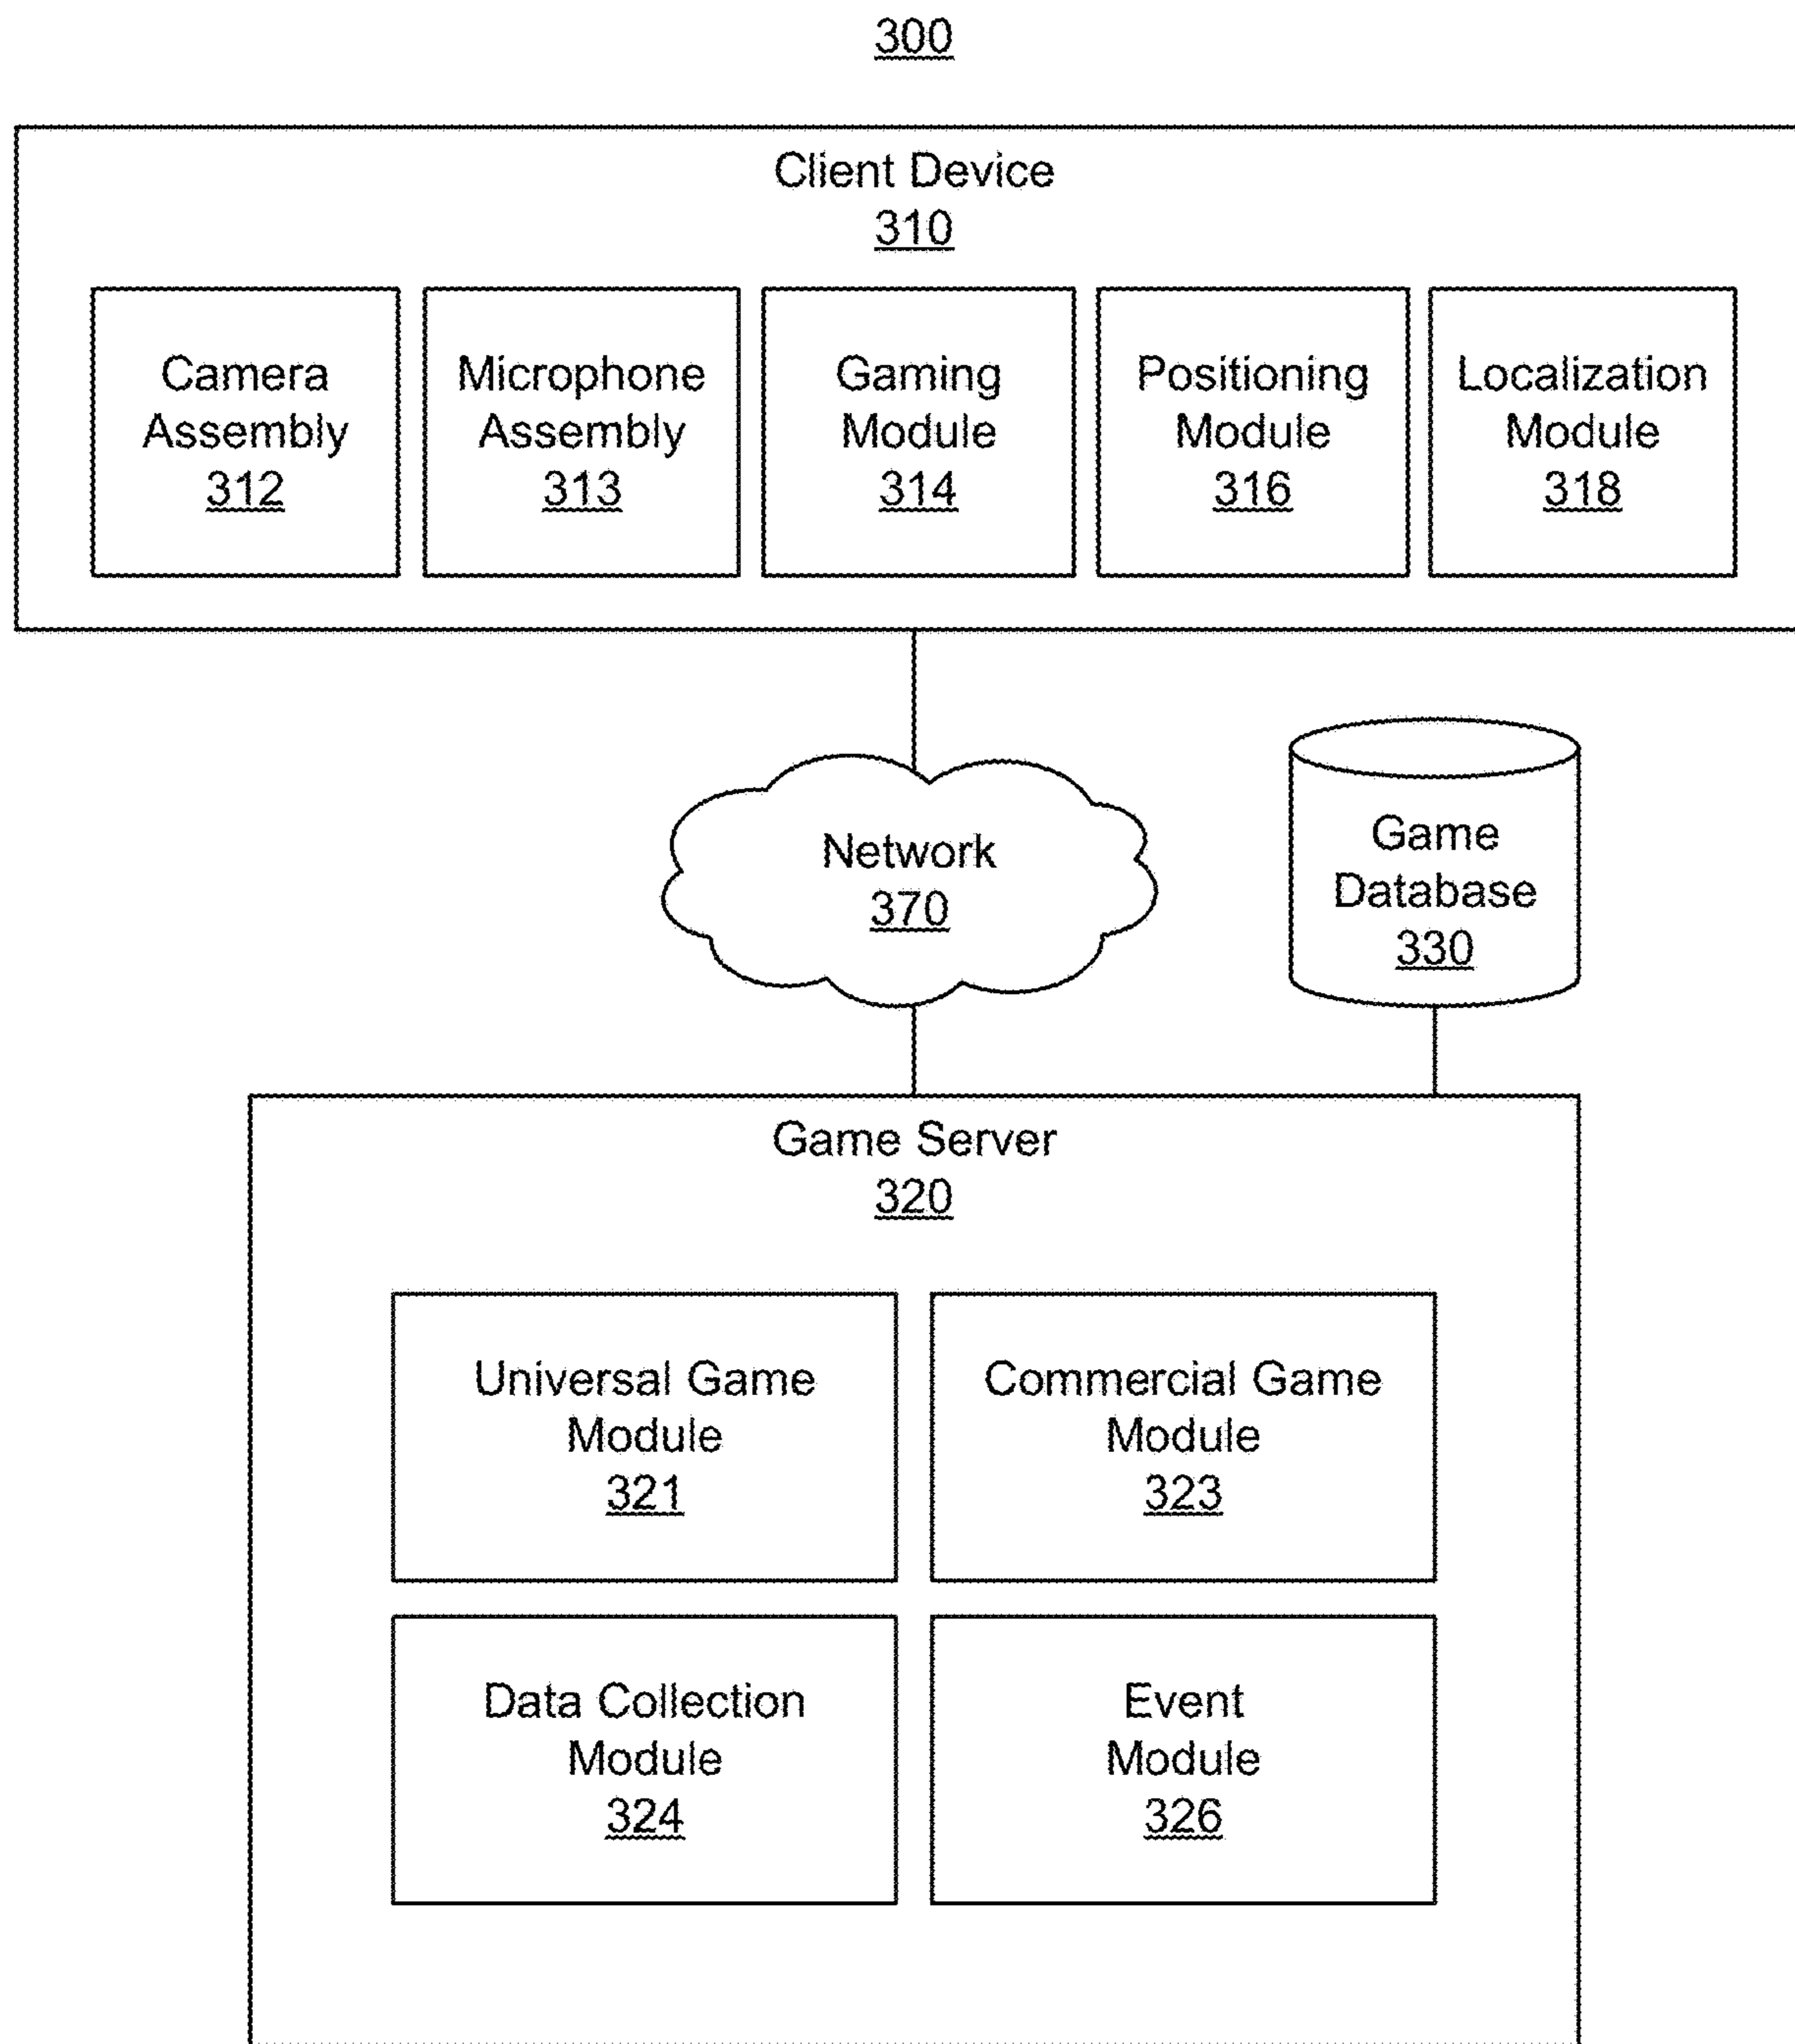 300
Client Device
310
Camera
Assembly
312
Microphone
Assembly
313
Gaming
Module
314
Positioning
Module
316
Localization
Module
318
Network
370
Game
Database
330
Game Server
320
Universal Game
Module
321
Commercial Game
Module
323
Data Collection
Module
324
Event
Module
326